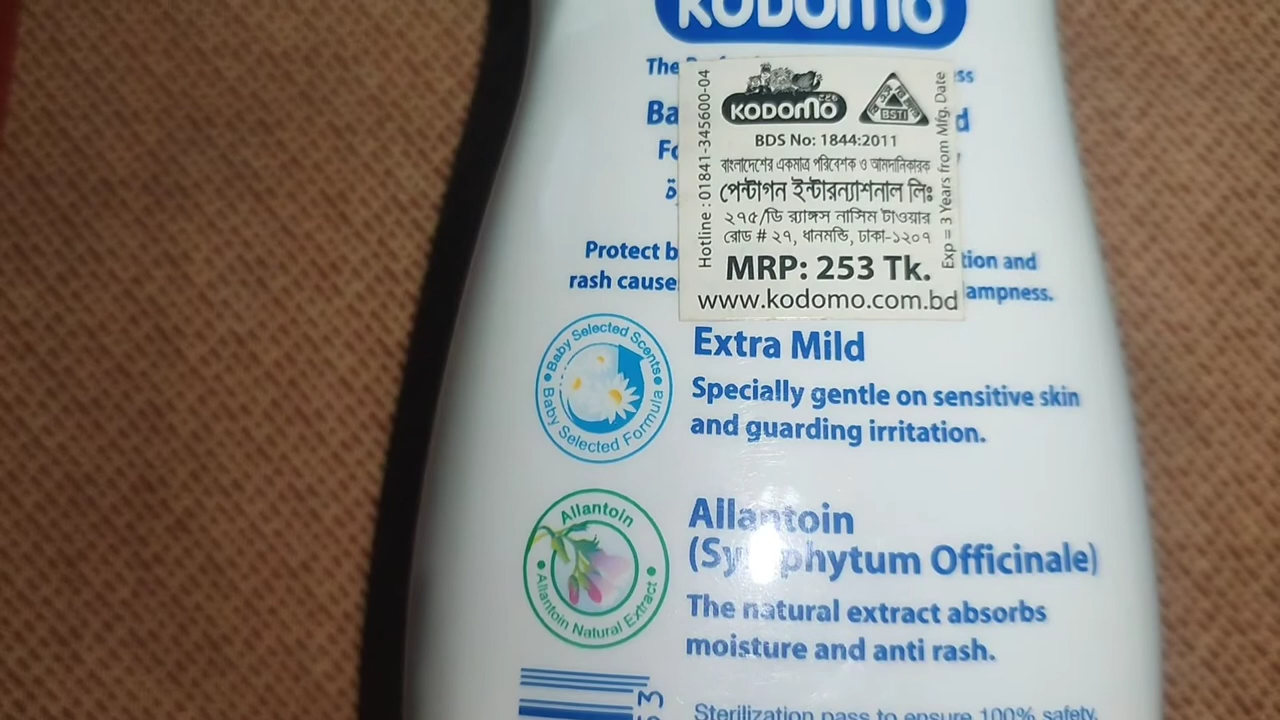 KODOMO
The
ss
Ba
d
Protect b
tion and
rash cause
ampness.
Hotline : 01841-345600-04
KODOMO
BSTI
BDS No: 1844:2011
বাংলাদেশের একমাত্র পরিবেশক ও আমদানিকারক
পেন্টাগন ইন্টারন্যাশনাল লিঃ
২৭৫/ডি র‍্যাংগস নাসিম টাওয়ার
রোড # ২৭, ধানমন্ডি, ঢাকা-১২০৭
MRP: 253 Tk.
www.kodomo.com.bd
Exp = 3 Years from Mfg. Date
Baby Selected Scents
Baby Selected Formula
Extra Mild
Specially gentle on sensitive skin
and guarding irritation.
Allantoin
Allantoin Natural Extract
Allantoin
(Symphytum Officinale)
The natural extract absorbs
moisture and anti rash.
Sterilization pass to ensure 100% safety.